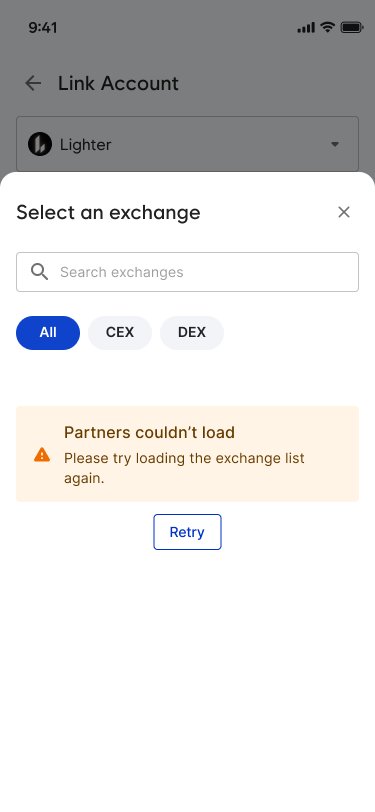 9:41
Link Account
Lighter
Select an exchange
Search exchanges
All CEX DEX
Partners couldn’t load
Please try loading the exchange list
again.
Retry